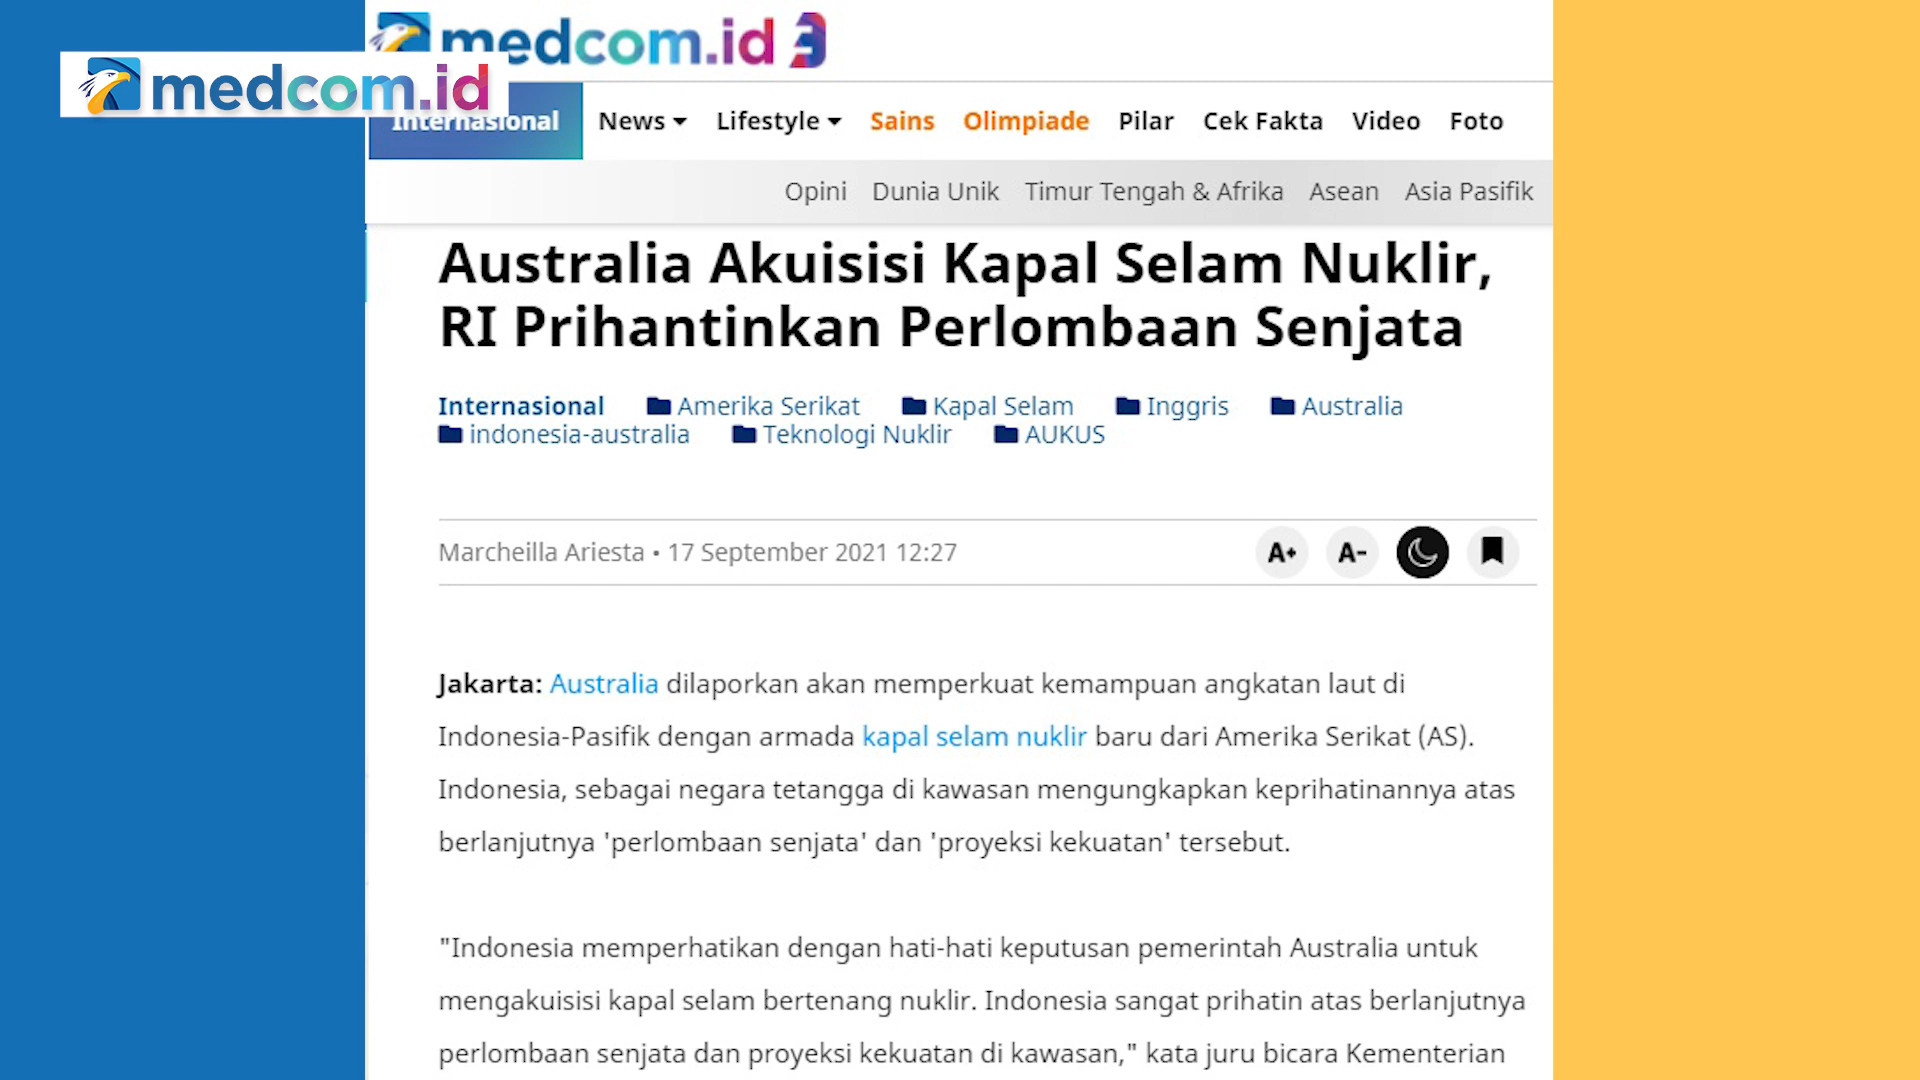 medcom.id
medcom.id
Internasional News Lifestyle Sains Olimpiade Pilar Cek Fakta Video Foto
Opini Dunia Unik Timur Tengah & Afrika Asean Asia Pasifik
Australia Akuisisi Kapal Selam Nuklir,
RI Prihantinkan Perlombaan Senjata
Internasional Amerika Serikat Kapal Selam Inggris Australia
indonesia-australia Teknologi Nuklir AUKUS
Marcheilla Ariesta • 17 September 2021 12:27 A+ A-
Jakarta: Australia dilaporkan akan memperkuat kemampuan angkatan laut di
Indonesia-Pasifik dengan armada kapal selam nuklir baru dari Amerika Serikat (AS).
Indonesia, sebagai negara tetangga di kawasan mengungkapkan keprihatinannya atas
berlanjutnya 'perlombaan senjata' dan 'proyeksi kekuatan' tersebut.
"Indonesia memperhatikan dengan hati-hati keputusan pemerintah Australia untuk
mengakuisisi kapal selam bertenang nuklir. Indonesia sangat prihatin atas berlanjutnya
perlombaan senjata dan proyeksi kekuatan di kawasan," kata juru bicara Kementerian